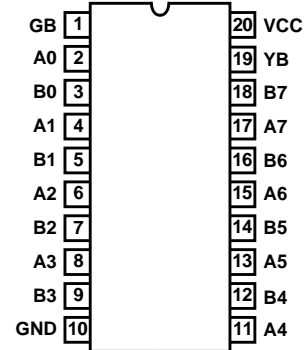 GB 1 20 VCC
A0 2 19 YB
B0 3 18 B7
A1 4 17 A7
B1 5 16 B6
A2 6 15 A6
B2 7 14 B5
A3 8 13 A5
B3 9 12 B4
GND 10 11 A4